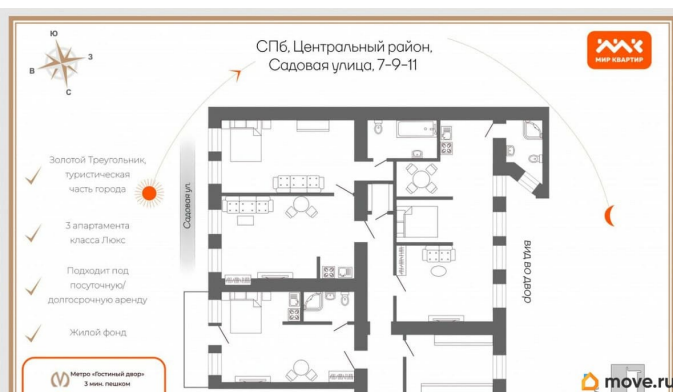 Ю
В
З
С
СПб, Центральный район,
Садовая улица, 7-9-11
МИР КВАРТИР
Золотой Треугольник,
туристическая
часть города
3 апартамента
класса Люкс
Подходит под
посуточную/
долгосрочную аренду
Жилой фонд
Садовая ул.
вид во двор
Метро «Гостиный двор»
3 мин. пешком
move.ru